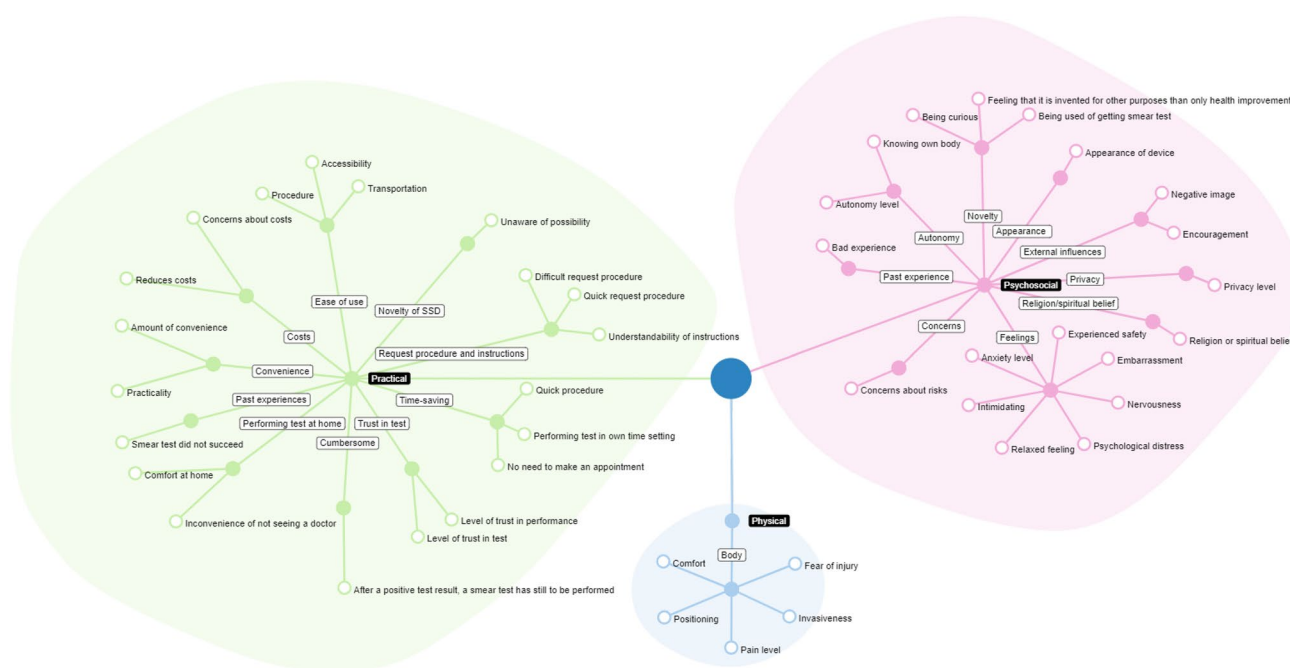 Accessibility
Procedure
Transportation
Concerns about costs
Unaware of possibility
Reduces costs
Difficult request procedure
Quick request procedure
Ease of use
Novelty of SSD
Amount of convenience
Costs
Understandability of instructions
Request procedure and instructions
Convenience
Practical
Practicality
Quick procedure
Time-saving
Past experiences
Performing test at home
Trust in test
Performing test in own time setting
Smear test did not succeed
Cumbersome
No need to make an appointment
Comfort at home
Inconvenience of not seeing a doctor
Level of trust in performance
Level of trust in test
After a positive test result, a smear test has still to be performed
Feeling that it is invented for other purposes than only health improvement
Being curious
Being used of getting smear test
Knowing own body
Appearance of device
Negative image
Autonomy level
Novelty
Appearance
Encouragement
Autonomy
External influences
Bad experience
Past experience
Privacy
Psychosocial
Privacy level
Religion/spiritual belief
Concerns
Feelings
Experienced safety
Religion or spiritual belie
Anxiety level
Embarrassment
Concerns about risks
Intimidating
Nervousness
Relaxed feeling
Psychological distress
Physical
Body
Comfort
Fear of injury
Positioning
Invasiveness
Pain level